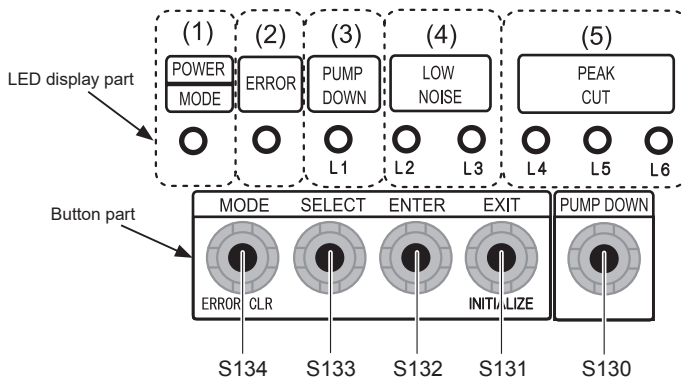 (1) (2) (3) (4) (5)
LED display part
POWER
MODE
ERROR
PUMP
DOWN
LOW
NOISE
PEAK
CUT
L1 L2 L3 L4 L5 L6
Button part
MODE SELECT ENTER EXIT PUMP DOWN
ERROR CLR INITIALIZE
S134 S133 S132 S131 S130